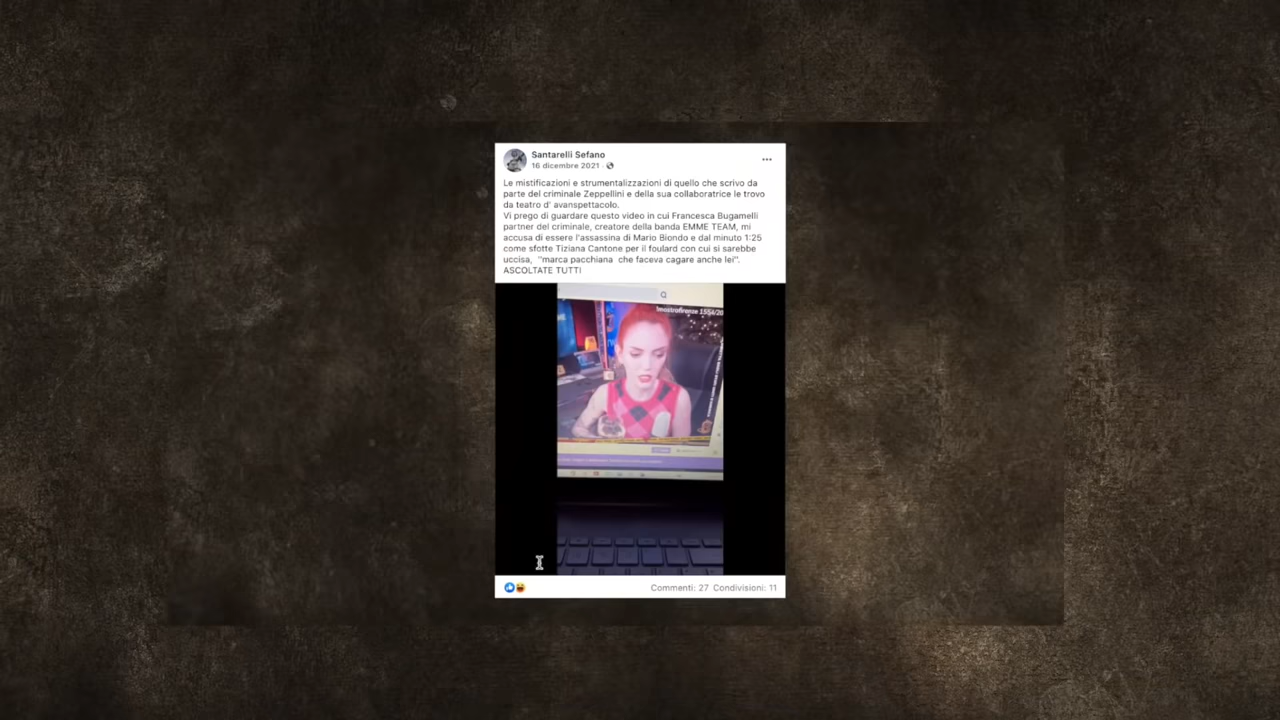 Santarelli Sefano
16 dicembre 2021
Le mistificazioni e strumentalizzazioni di quello che scrivo da
parte del criminale Zeppellini e della sua collaboratrice le trovo
da teatro d' avanspettacolo.
Vi prego di guardare questo video in cui Francesca Bugamelli
partner del criminale, creatore della banda EMME TEAM, mi
accusa di essere l'assassina di Mario Biondo e dal minuto 1:25
come sfotte Tiziana Cantone per il foulard con cui si sarebbe
uccisa, "marca pacchiana che faceva cagare anche lei".
ASCOLTATE TUTTI
Commenti: 27 Condivisioni: 11